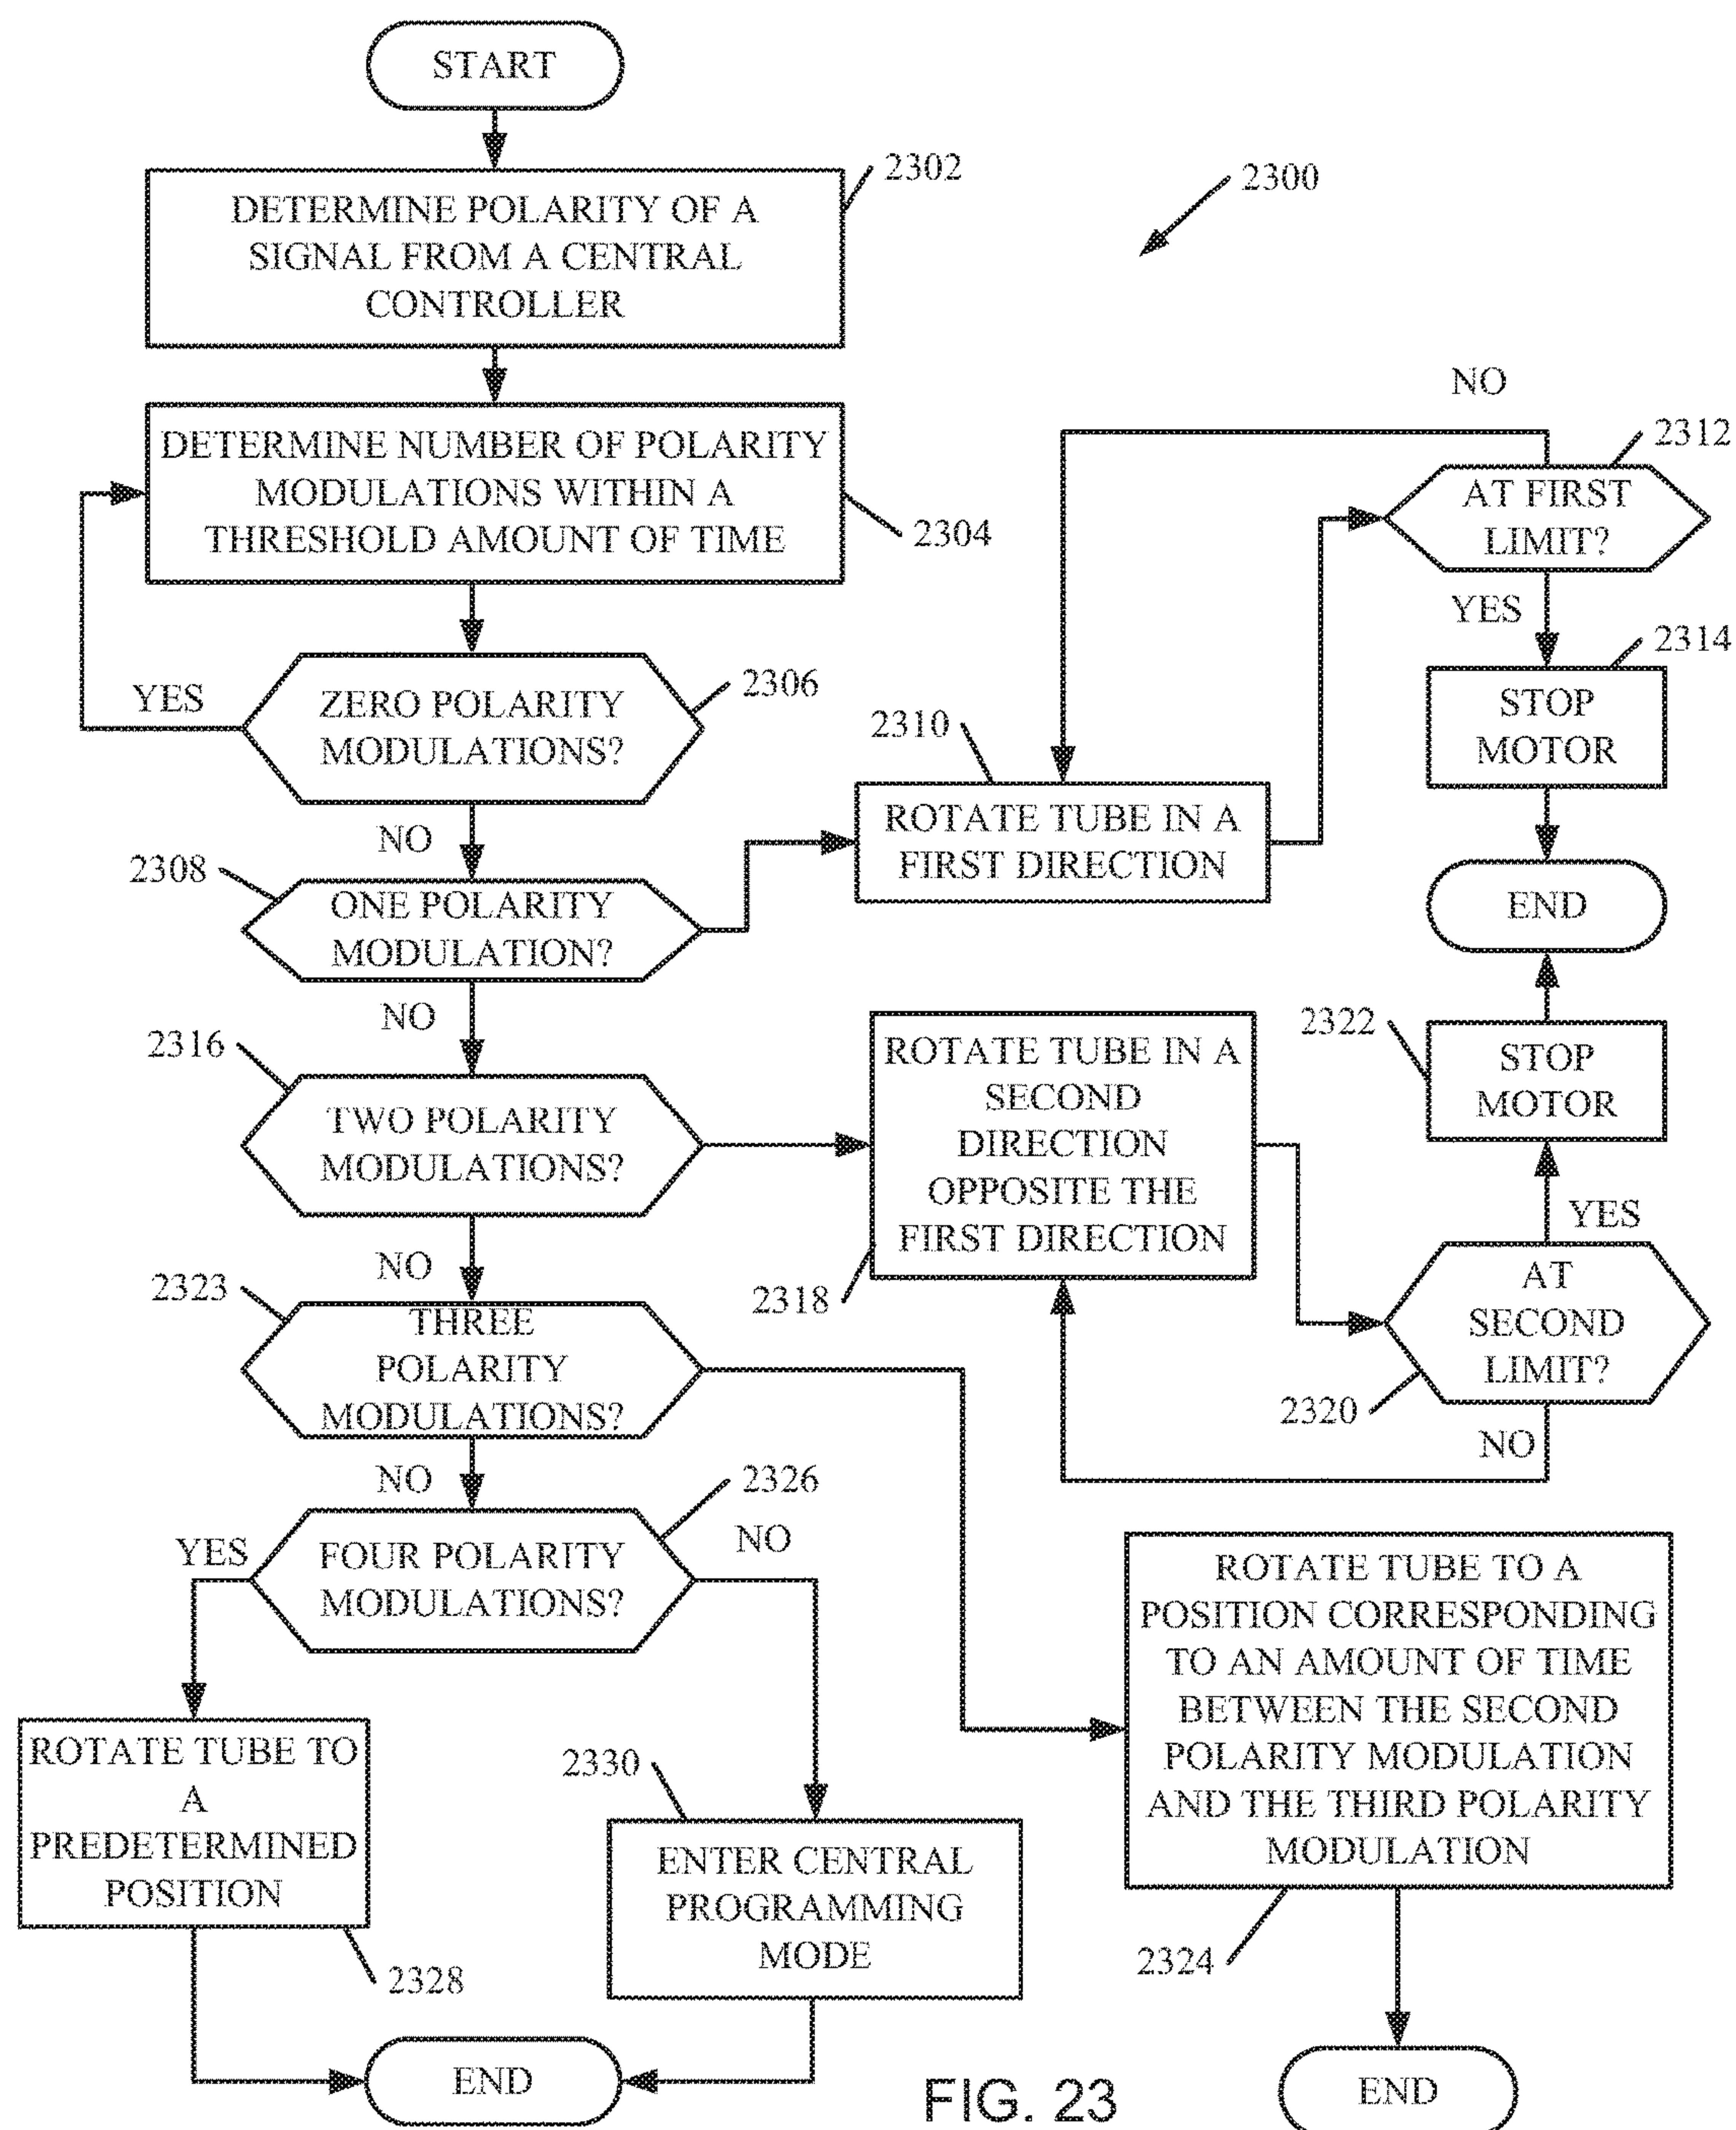 START
2302
DETERMINE POLARITY OF A
SIGNAL FROM A CENTRAL
CONTROLLER
2300
DETERMINE NUMBER OF POLARITY
MODULATIONS WITHIN A
THRESHOLD AMOUNT OF TIME
2304
NO
2312
AT FIRST
LIMIT?
YES
2314
STOP
MOTOR
END
YES
ZERO POLARITY
MODULATIONS?
2306
NO
2310
ROTATE TUBE IN A
FIRST DIRECTION
2308
ONE POLARITY
MODULATION?
NO
2316
TWO POLARITY
MODULATIONS?
ROTATE TUBE IN A
SECOND
DIRECTION
OPPOSITE THE
FIRST DIRECTION
2318
2322
STOP
MOTOR
YES
AT
SECOND
LIMIT?
2320
NO
NO
2323
THREE
POLARITY
MODULATIONS?
NO
2326
YES
FOUR POLARITY
MODULATIONS?
NO
ROTATE TUBE TO A
POSITION CORRESPONDING
TO AN AMOUNT OF TIME
BETWEEN THE SECOND
POLARITY MODULATION
AND THE THIRD POLARITY
MODULATION
2324
ROTATE TUBE TO
A
PREDETERMINED
POSITION
2328
2330
ENTER CENTRAL
PROGRAMMING
MODE
END
FIG. 23
END